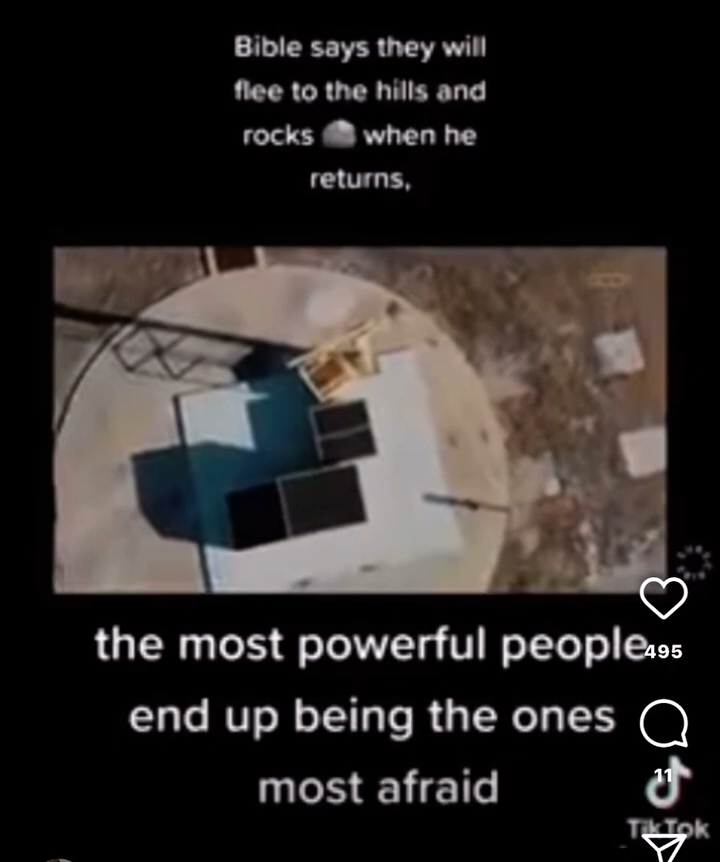 Bible says they will
flee to the hills and
rocks 🪨 when he
returns,
the most powerful people
495
end up being the ones
most afraid
11
TikTok